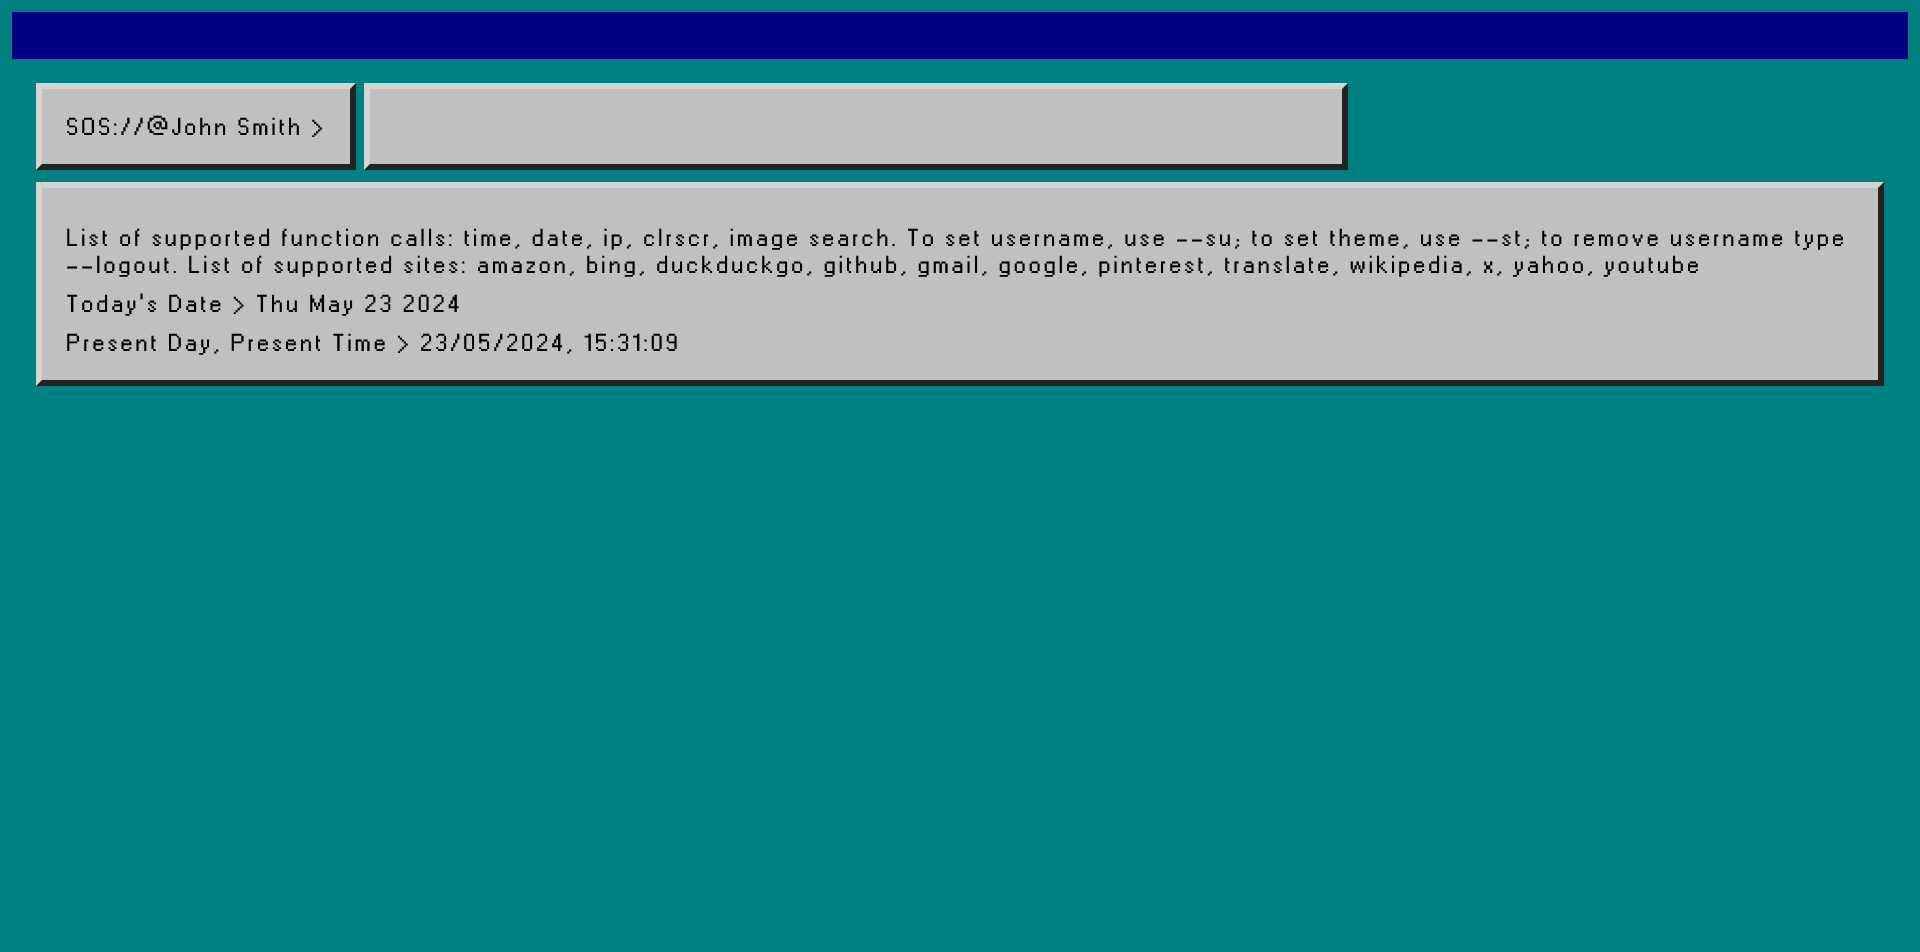 SOS://@John Smith >
List of supported function calls: time, date, ip, clrscr, image search. To set username, use --su; to set theme, use --st; to remove username type
--logout. List of supported sites: amazon, bing, duckduckgo, github, gmail, google, pinterest, translate, wikipedia, x, yahoo, youtube
Today's Date > Thu May 23 2024
Present Day, Present Time > 23/05/2024, 15:31:09